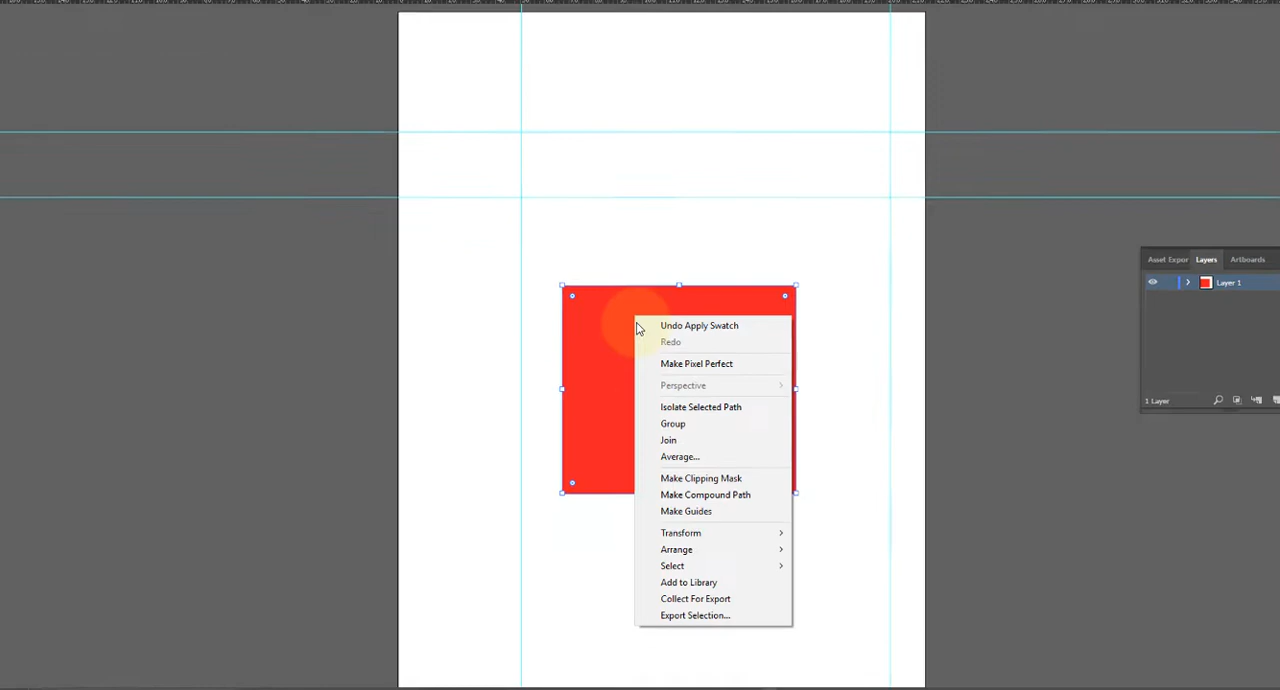 Undo Apply Swatch
Redo
Make Pixel Perfect
Perspective
Isolate Selected Path
Group
Join
Average...
Make Clipping Mask
Make Compound Path
Make Guides
Transform
Arrange
Select
Add to Library
Collect For Export
Export Selection...
Asset Expor Layers Artboards
Layer 1
1 Layer